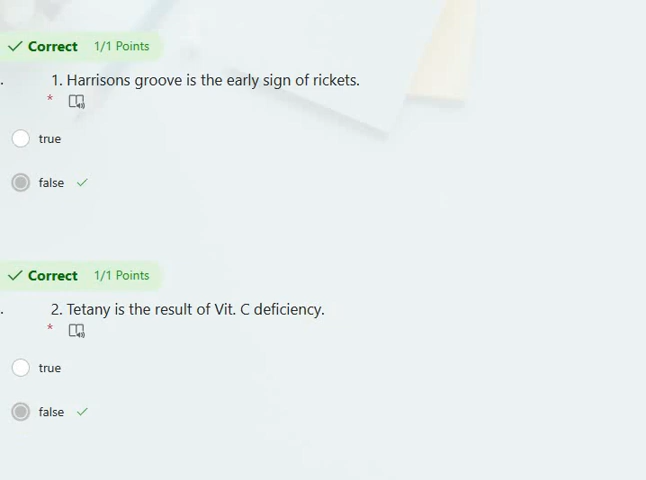 Correct 1/1 Points
. 1. Harrisons groove is the early sign of rickets.
*
true
false
Correct 1/1 Points
. 2. Tetany is the result of Vit. C deficiency.
*
true
false